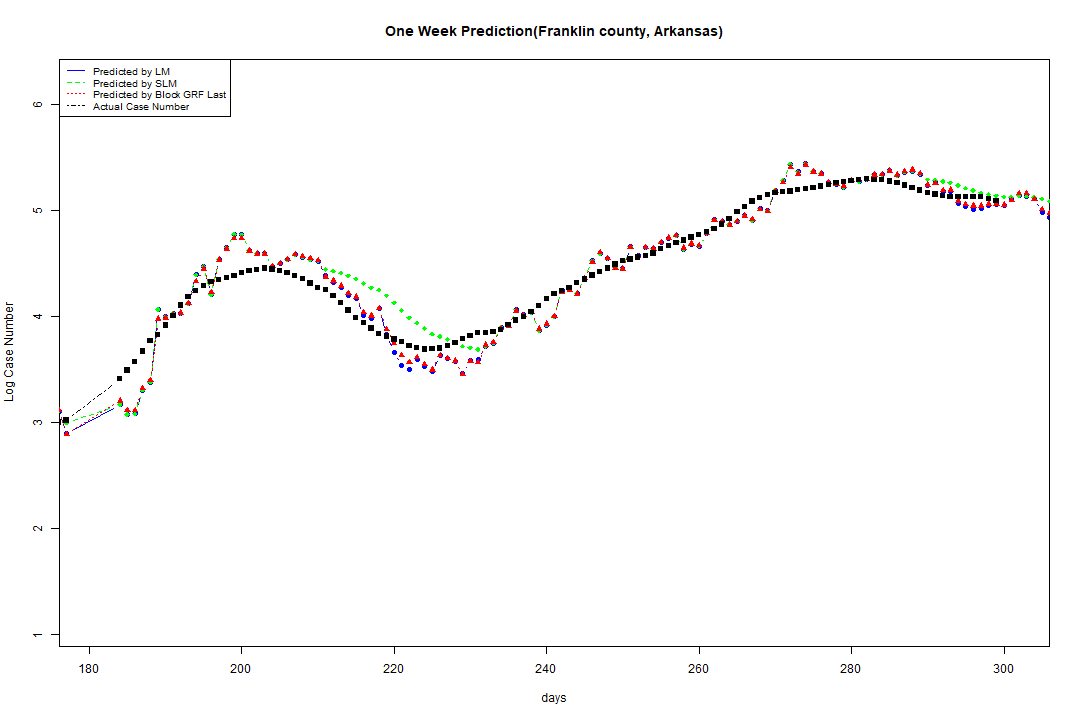 One Week Prediction(Franklin county, Arkansas)
Predicted by LM
Predicted by SLM
Predicted by Block GRF Last
Actual Case Number
6
5
4
3
2
1
Log Case Number
180 200 220 240 260 280 300
days